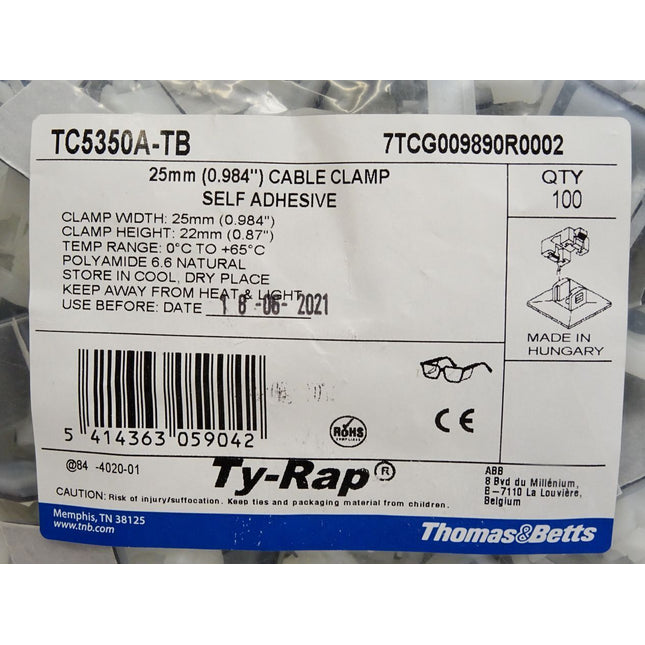 TC5350A-TB 7TCG009890R0002
25mm (0.984") CABLE CLAMP
SELF ADHESIVE
QTY
100
CLAMP WIDTH: 25mm (0.984")
CLAMP HEIGHT: 22mm (0.87")
TEMP RANGE: 0°C TO +65°C
POLYAMIDE 6.6 NATURAL
STORE IN COOL, DRY PLACE
KEEP AWAY FROM HEAT & LIGHT
USE BEFORE: DATE 18-06-2021
MADE IN
HUNGARY
5 414363 059042
RoHS
COMPLIANCE
CE
@84 -4020-01
Ty-Rap®
ABB
8 Bvd du Millénium,
B-7110 La Louvière,
Belgium
CAUTION: Risk of injury/suffocation. Keep ties and packaging material from children.
Memphis, TN 38125
www.tnb.com
Thomas&Betts